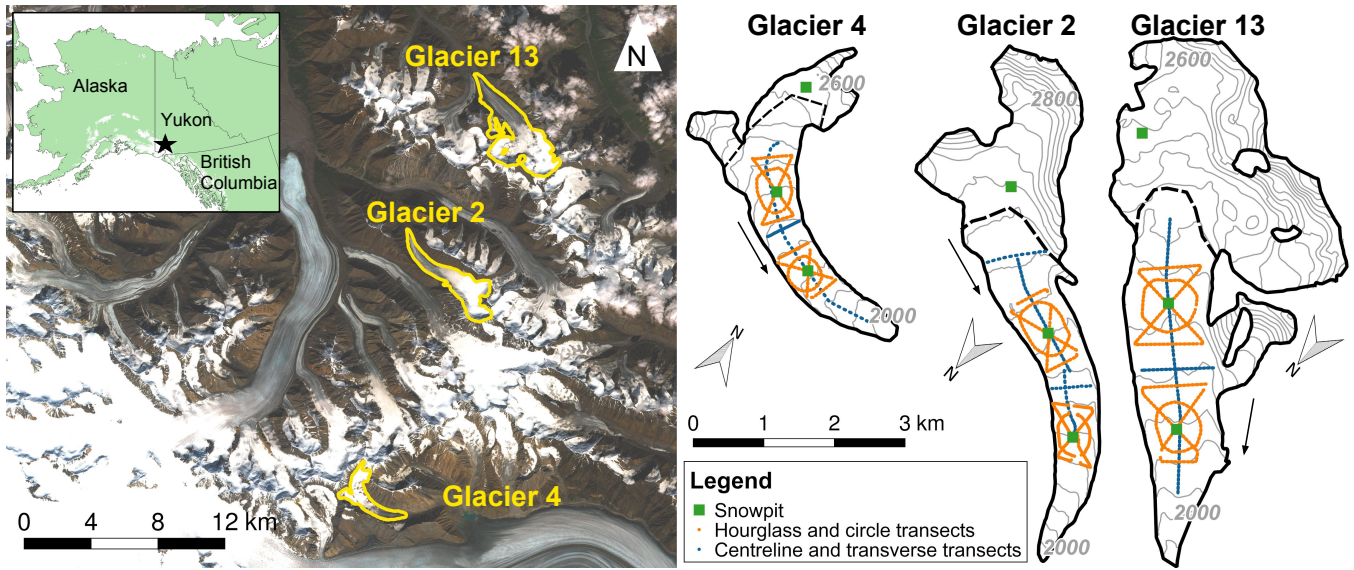 Alaska
Yukon
British
Columbia
Glacier 13
N
Glacier 2
Glacier 4
0 4 8 12 km
Glacier 4
Glacier 2
Glacier 13
2600
2000
N
2800
2000
N
2600
2000
N
0 1 2 3 km
Legend
Snowpit
Hourglass and circle transects
Centreline and transverse transects